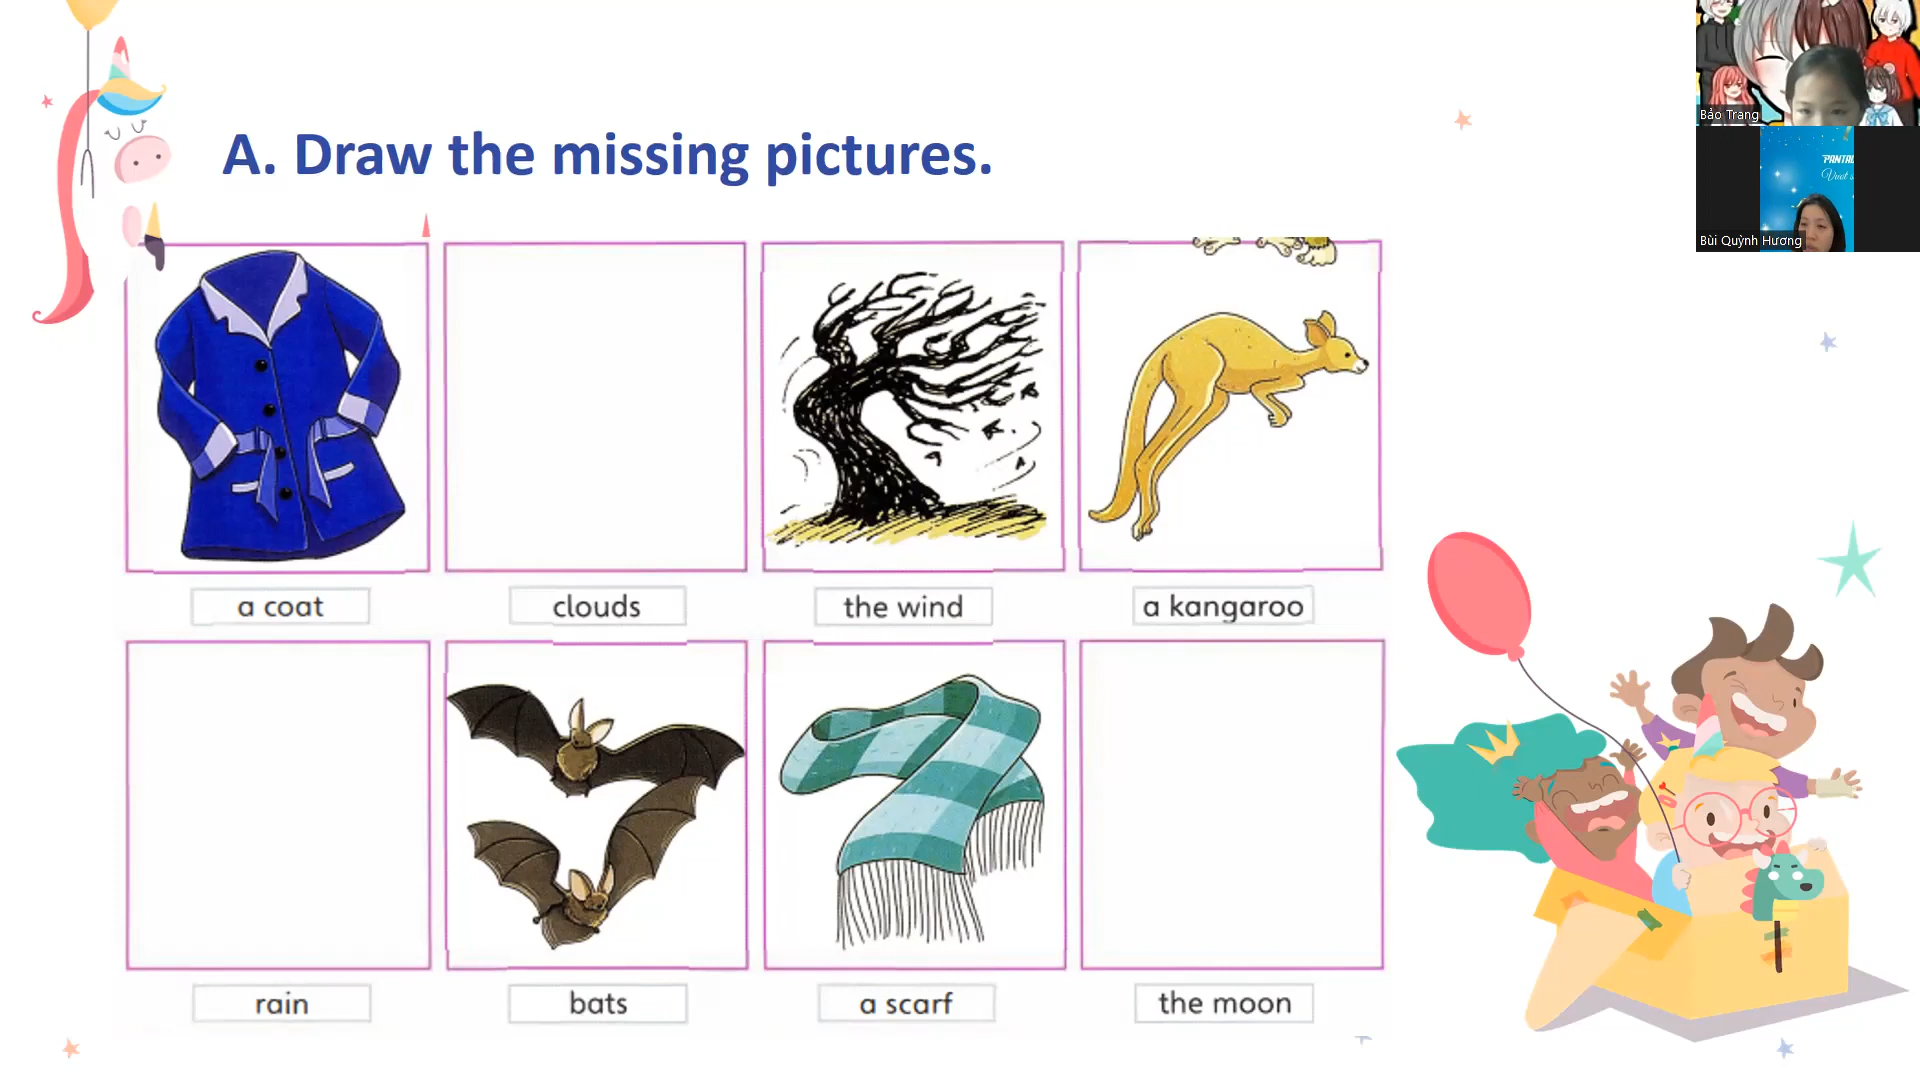 A. Draw the missing pictures.
a coat
clouds
the wind
a kangaroo
rain
bats
a scarf
the moon
Bảo Trang
Bùi Quỳnh Hương